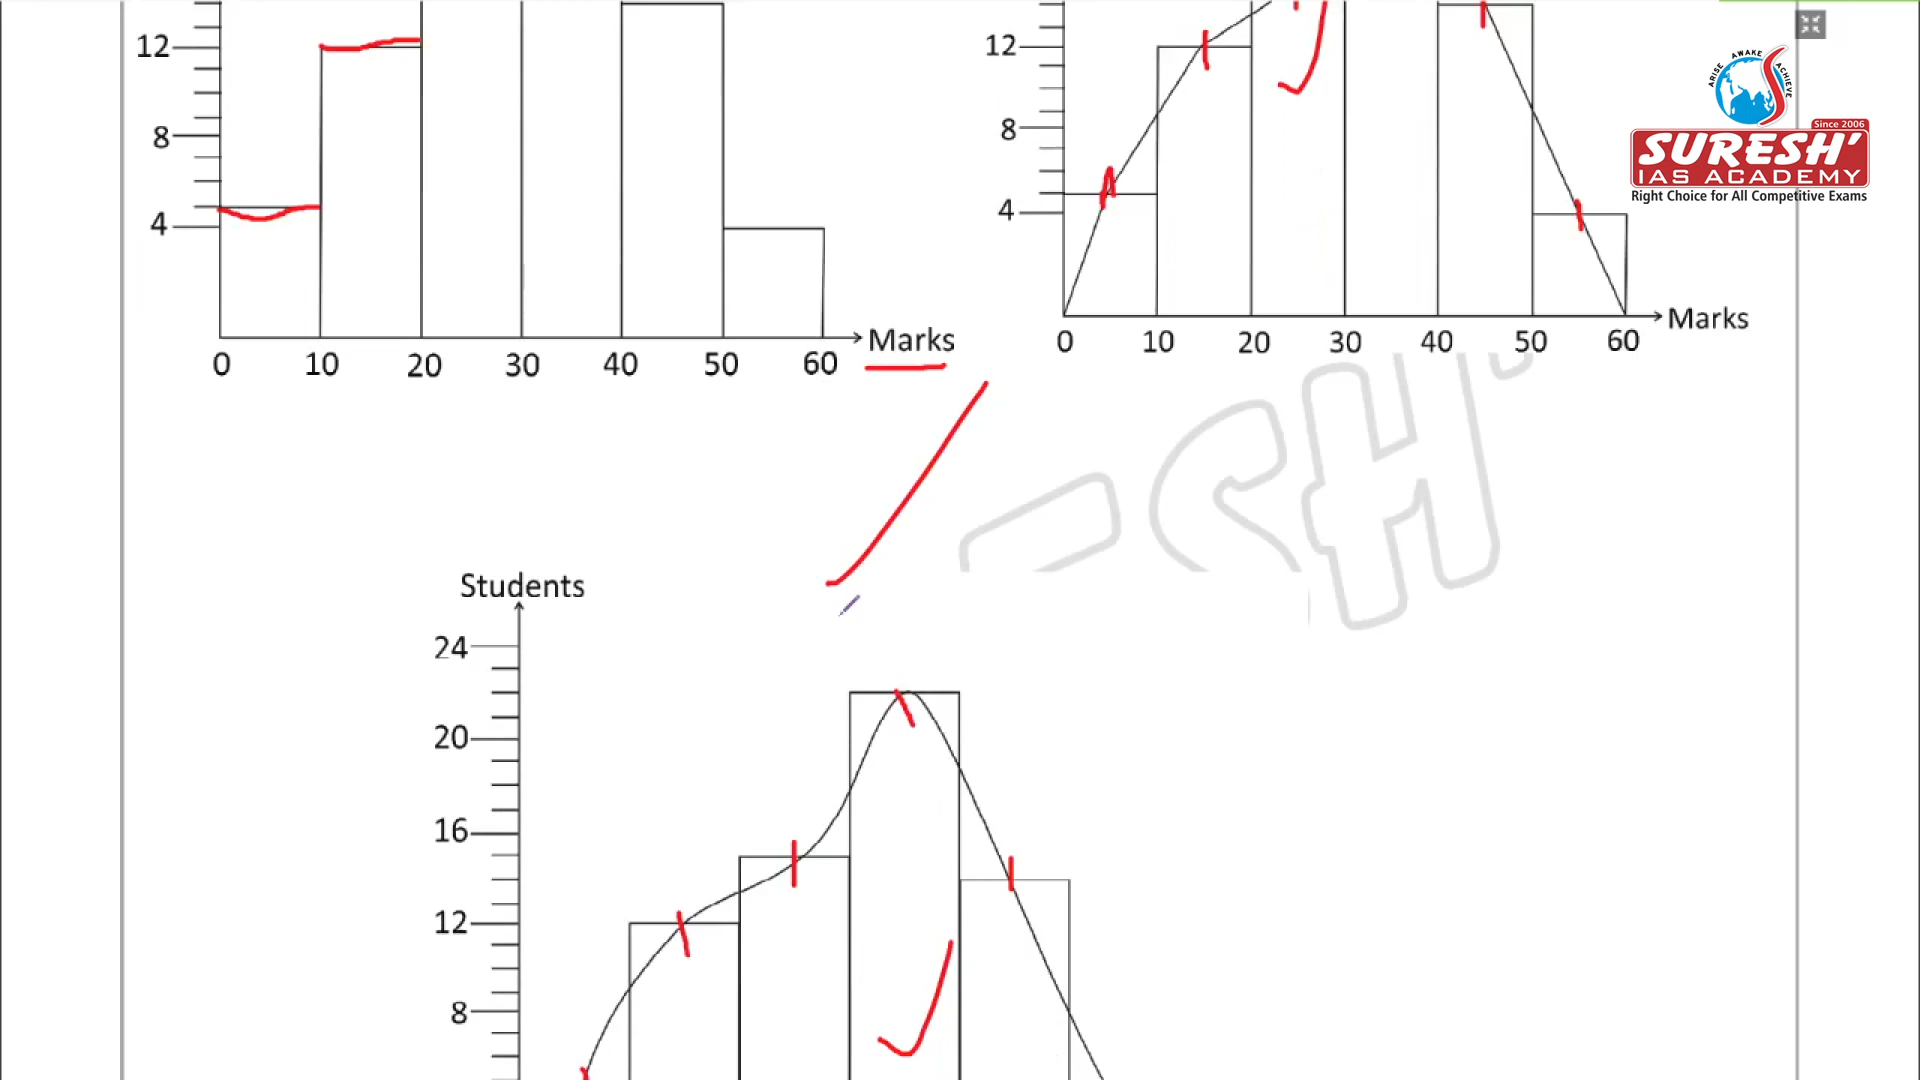 12
8
4
0 10 20 30 40 50 60
Marks
12
8
4
0 10 20 30 40 50 60
Marks
ARISE AWAKE ACHIEVE
Since 2006
SURESH'
IAS ACADEMY
Right Choice for All Competitive Exams
SH'
Students
24
20
16
12
8